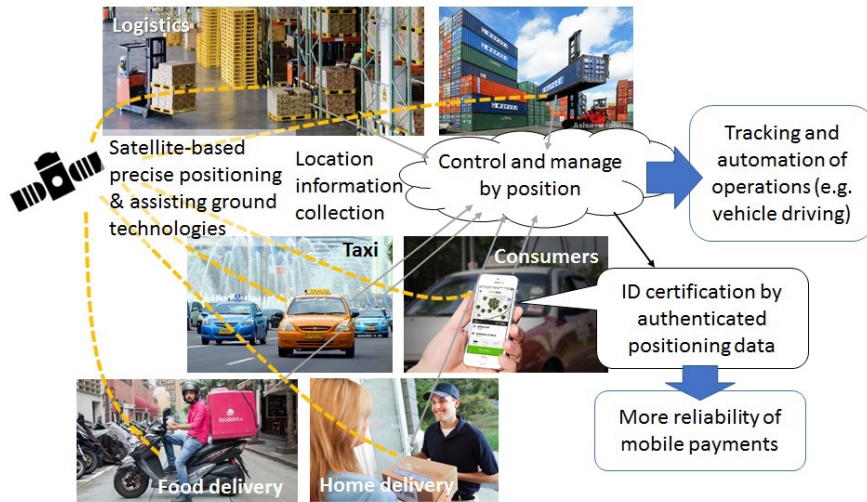 Logistics
Satellite-based
precise positioning
& assisting ground
technologies
Location
information
collection
Control and manage
by position
Tracking and
automation of
operations (e.g.
vehicle driving)
Taxi
Consumers
ID certification by
authenticated
positioning data
More reliability of
mobile payments
Food delivery
Home delivery